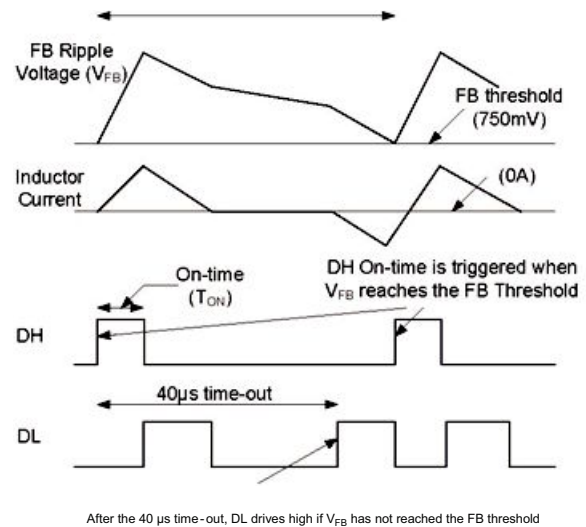 FB Ripple
Voltage (VFB)
FB threshold
(750mV)
Inductor
Current
(0A)
DH On-time is triggered when
VFB reaches the FB Threshold
On-time
(TON)
DH
40µs time-out
DL
After the 40 µs time-out, DL drives high if VFB has not reached the FB threshold